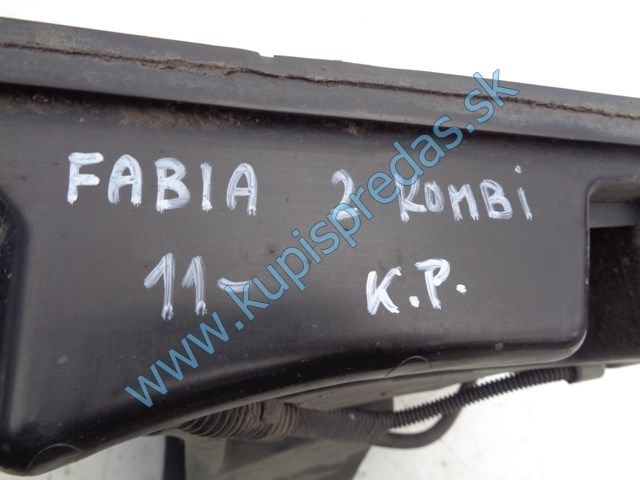 FABIA 2 KOMBi
11- K.P.
www.kupispredas.sk